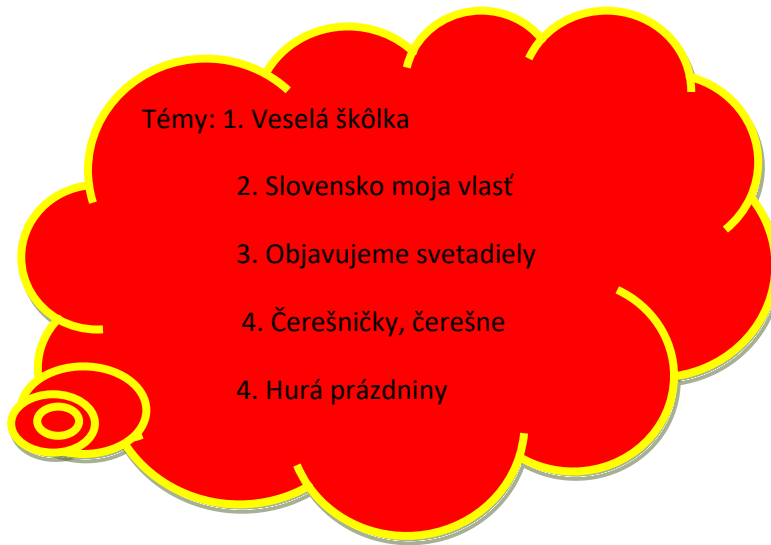 Témy: 1. Veselá škôlka
2. Slovensko moja vlasť
3. Objavujeme svetadiely
4. Čerešničky, čerešne
4. Hurá prázdniny